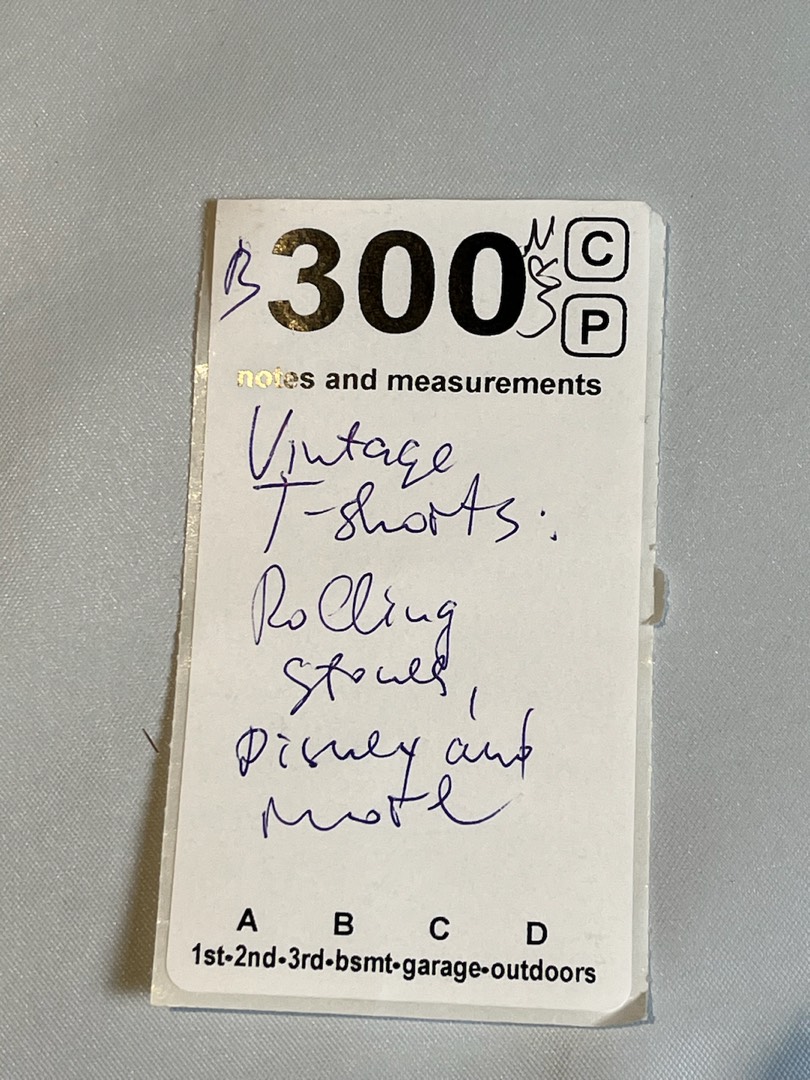 B 300 C
P
notes and measurements
Vintage
T-shorts:
Rolling
Stones,
Disney and
more
A B C D
1st•2nd•3rd•bsmt•garage•outdoors